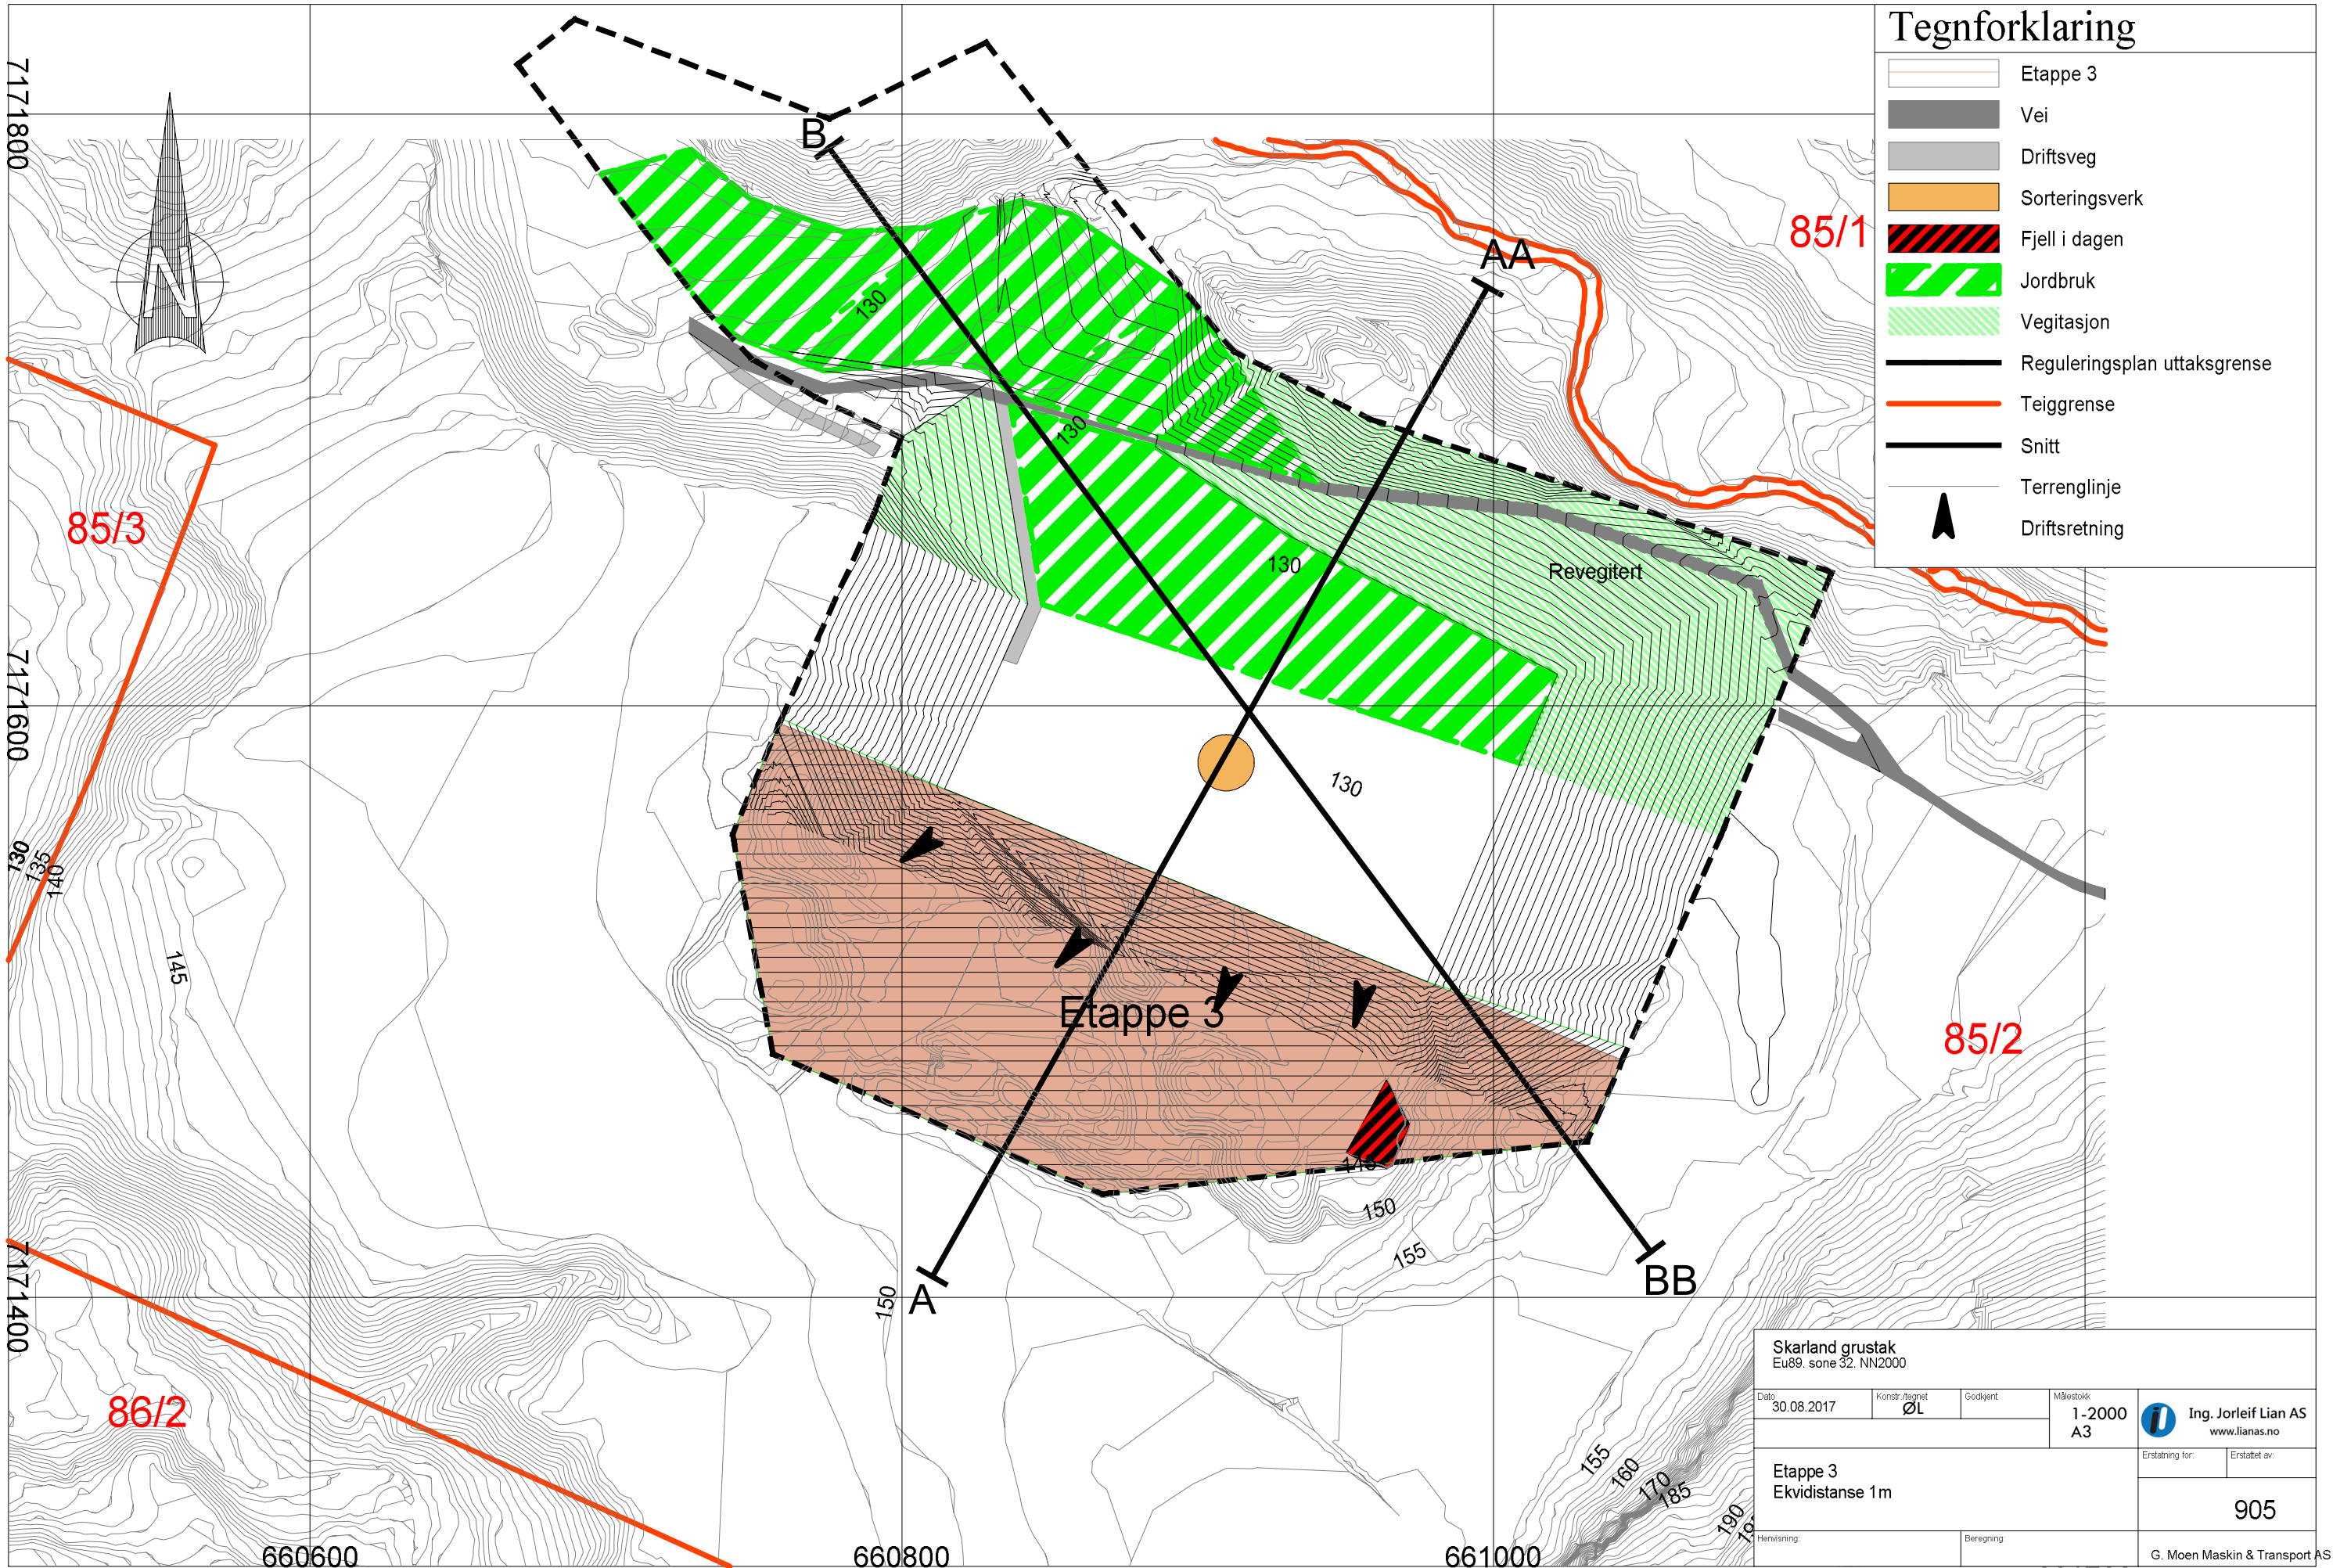 Tegnforklaring
Etappe 3
Vei
Driftsveg
Sorteringsverk
Fjell i dagen
Jordbruk
Vegitasjon
Reguleringsplan uttaksgrense
Teiggrense
Snitt
Terrenglinje
Driftsretning
7171800
7171600
7171400
660600
660800
661000
N
B
AA
A
BB
85/1
85/3
85/2
86/2
130
130
130
130
Revegitert
Etappe 3
130
135
140
145
145
150
155
150
155
160
170
185
190
Skarland grustak
Eu89. sone 32. NN2000
Dato
30.08.2017
Konstr./tegnet
ØL
Godkjent
Målestokk
1-2000
A3
Ing. Jorleif Lian AS
www.lianas.no
Erstatning for:
Erstattet av:
Etappe 3
Ekvidistanse 1m
905
Henvisning:
Beregning:
G. Moen Maskin & Transport AS